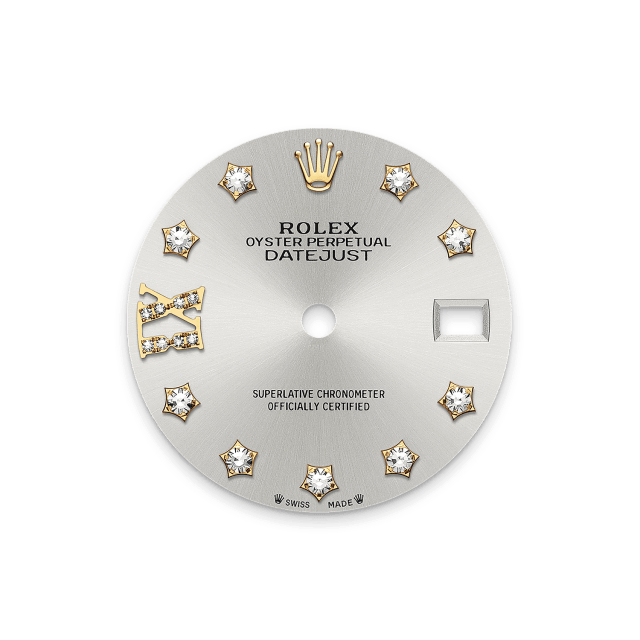 ROLEX
OYSTER PERPETUAL
DATEJUST
IX
SUPERLATIVE CHRONOMETER
OFFICIALLY CERTIFIED
SWISS MADE